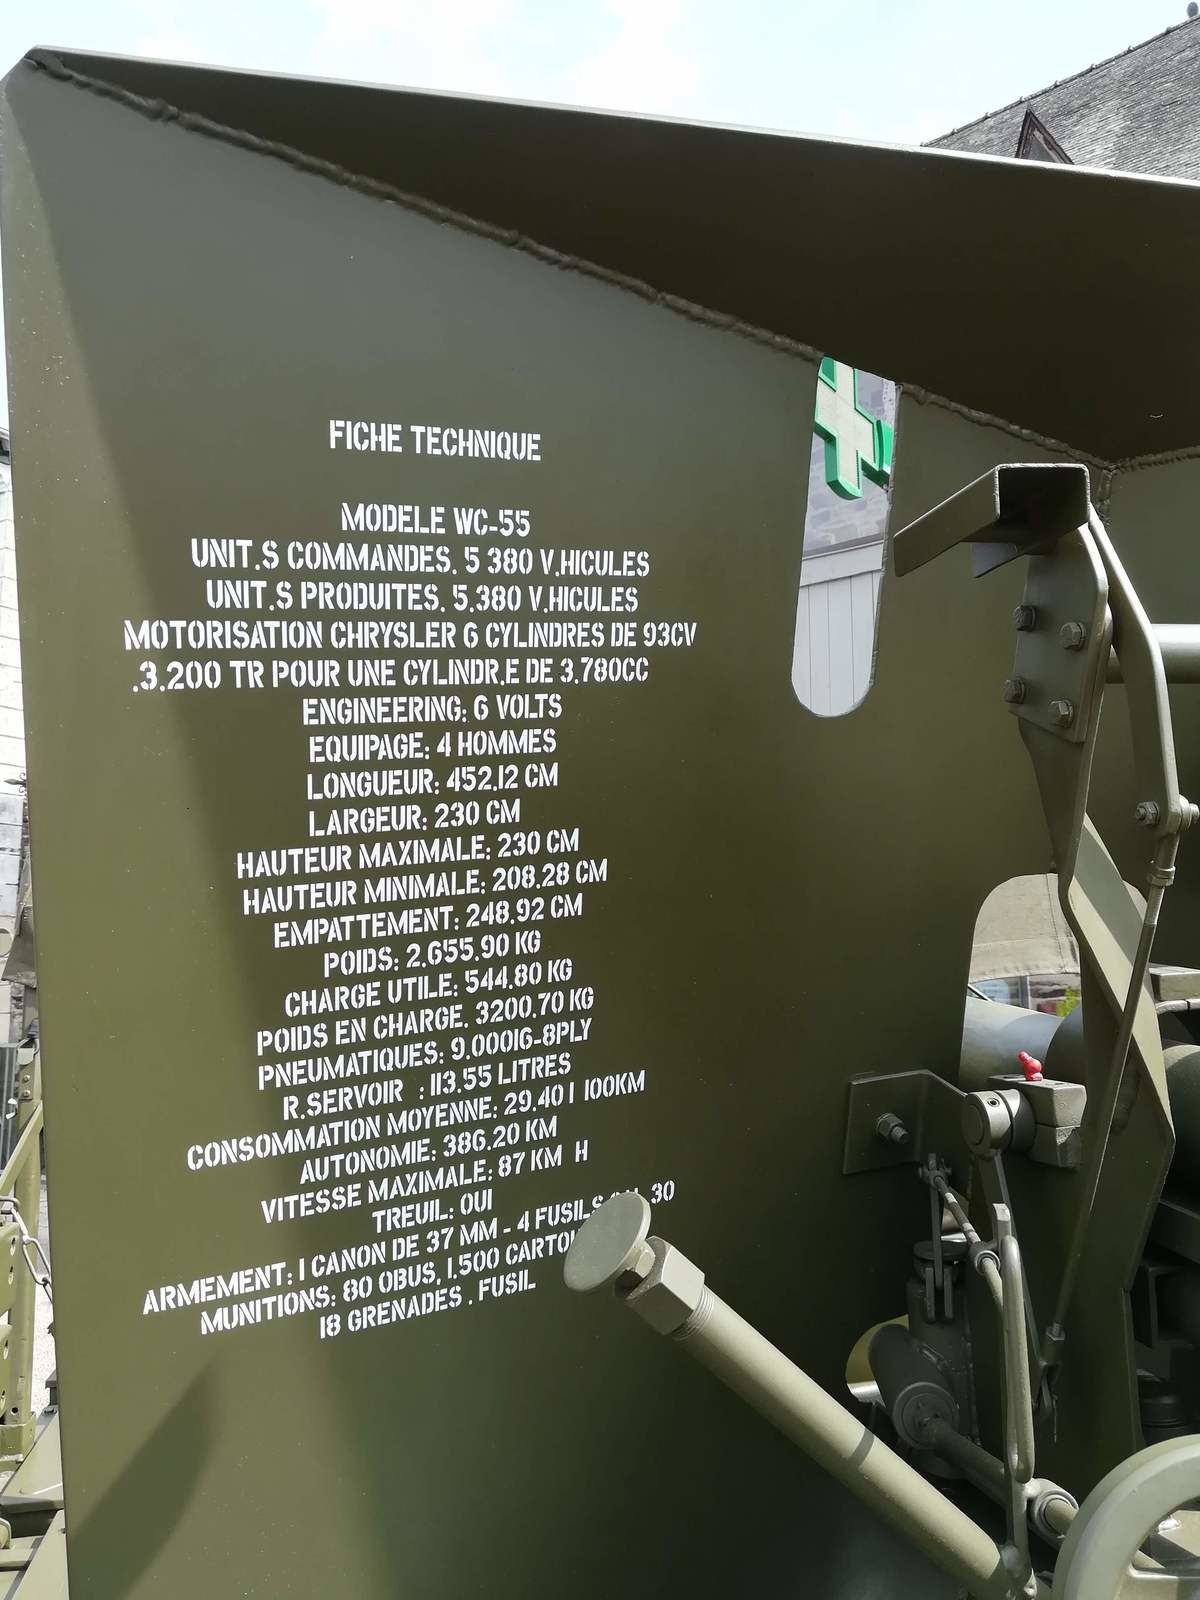 FICHE TECHNIQUE
MODELE WC-55
UNIT.S COMMANDES. 5 380 V.HICULES
UNIT.S PRODUITES. 5.380 V.HICULES
MOTORISATION CHRYSLER 6 CYLINDRES DE 93CV
.3.200 TR POUR UNE CYLINDR.E DE 3.780CC
ENGINEERING: 6 VOLTS
EQUIPAGE: 4 HOMMES
LONGUEUR: 452.12 CM
LARGEUR: 230 CM
HAUTEUR MAXIMALE: 230 CM
HAUTEUR MINIMALE: 208.28 CM
EMPATTEMENT: 248.92 CM
POIDS: 2.655.90 KG
CHARGE UTILE: 544.80 KG
POIDS EN CHARGE. 3200.70 KG
PNEUMATIQUES: 9.00016-8PLY
R.SERVOIR : 113.55 LITRES
CONSOMMATION MOYENNE: 29.40 l 100KM
AUTONOMIE: 386.20 KM
VITESSE MAXIMALE: 87 KM H
TREUIL: OUI
ARMEMENT: 1 CANON DE 37 MM - 4 FUSILS 30
MUNITIONS: 80 OBUS. 1.500
18 GRENADES . FUSIL